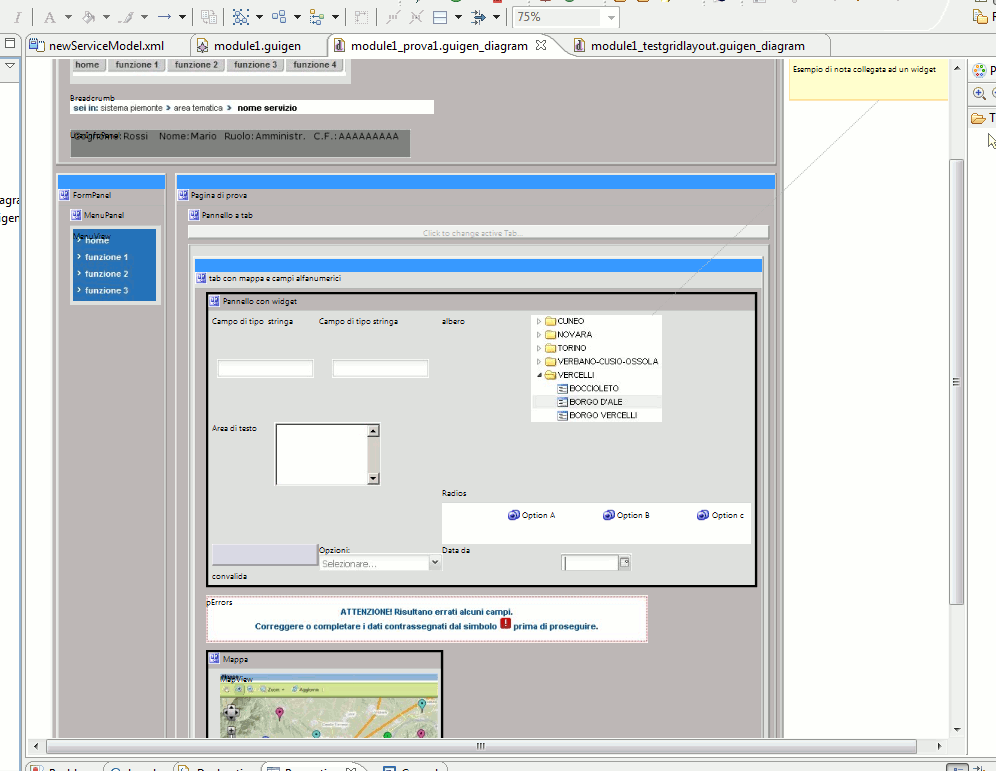 75%
newServiceModel.xml
module1.guigen
module1_prova1.guigen_diagram
module1_testgridlayout.guigen_diagram
home funzione 1 funzione 2 funzione 3 funzione 4
Esempio di nota collegata ad un widget
Breadcrumb
sei in: sistema piemonte > area tematica > nome servizio
Cognome:Rossi Nome:Mario Ruolo:Amministr. C.F.:AAAAAAAAA
FormPanel
Pagina di prova
MenuPanel
Pannello a tab
MenuView
Click to change active Tab...
home
funzione 1
funzione 2
funzione 3
tab con mappa e campi alfanumerici
Pannello con widget
Campo di tipo stringa Campo di tipo stringa albero
CUNEO
NOVARA
TORINO
VERBANO-CUSIO-OSSOLA
VERCELLI
BOCCIOLETO
BORGO D'ALE
BORGO VERCELLI
Area di testo
Radios
Option A Option B Option c
Opzioni: Data da
Selezionare...
convalida
pErrors
ATTENZIONE! Risultano errati alcuni campi.
Correggere o completare i dati contrassegnati dal simbolo ! prima di proseguire.
Mappa
MapView
Zoom Aggiorna